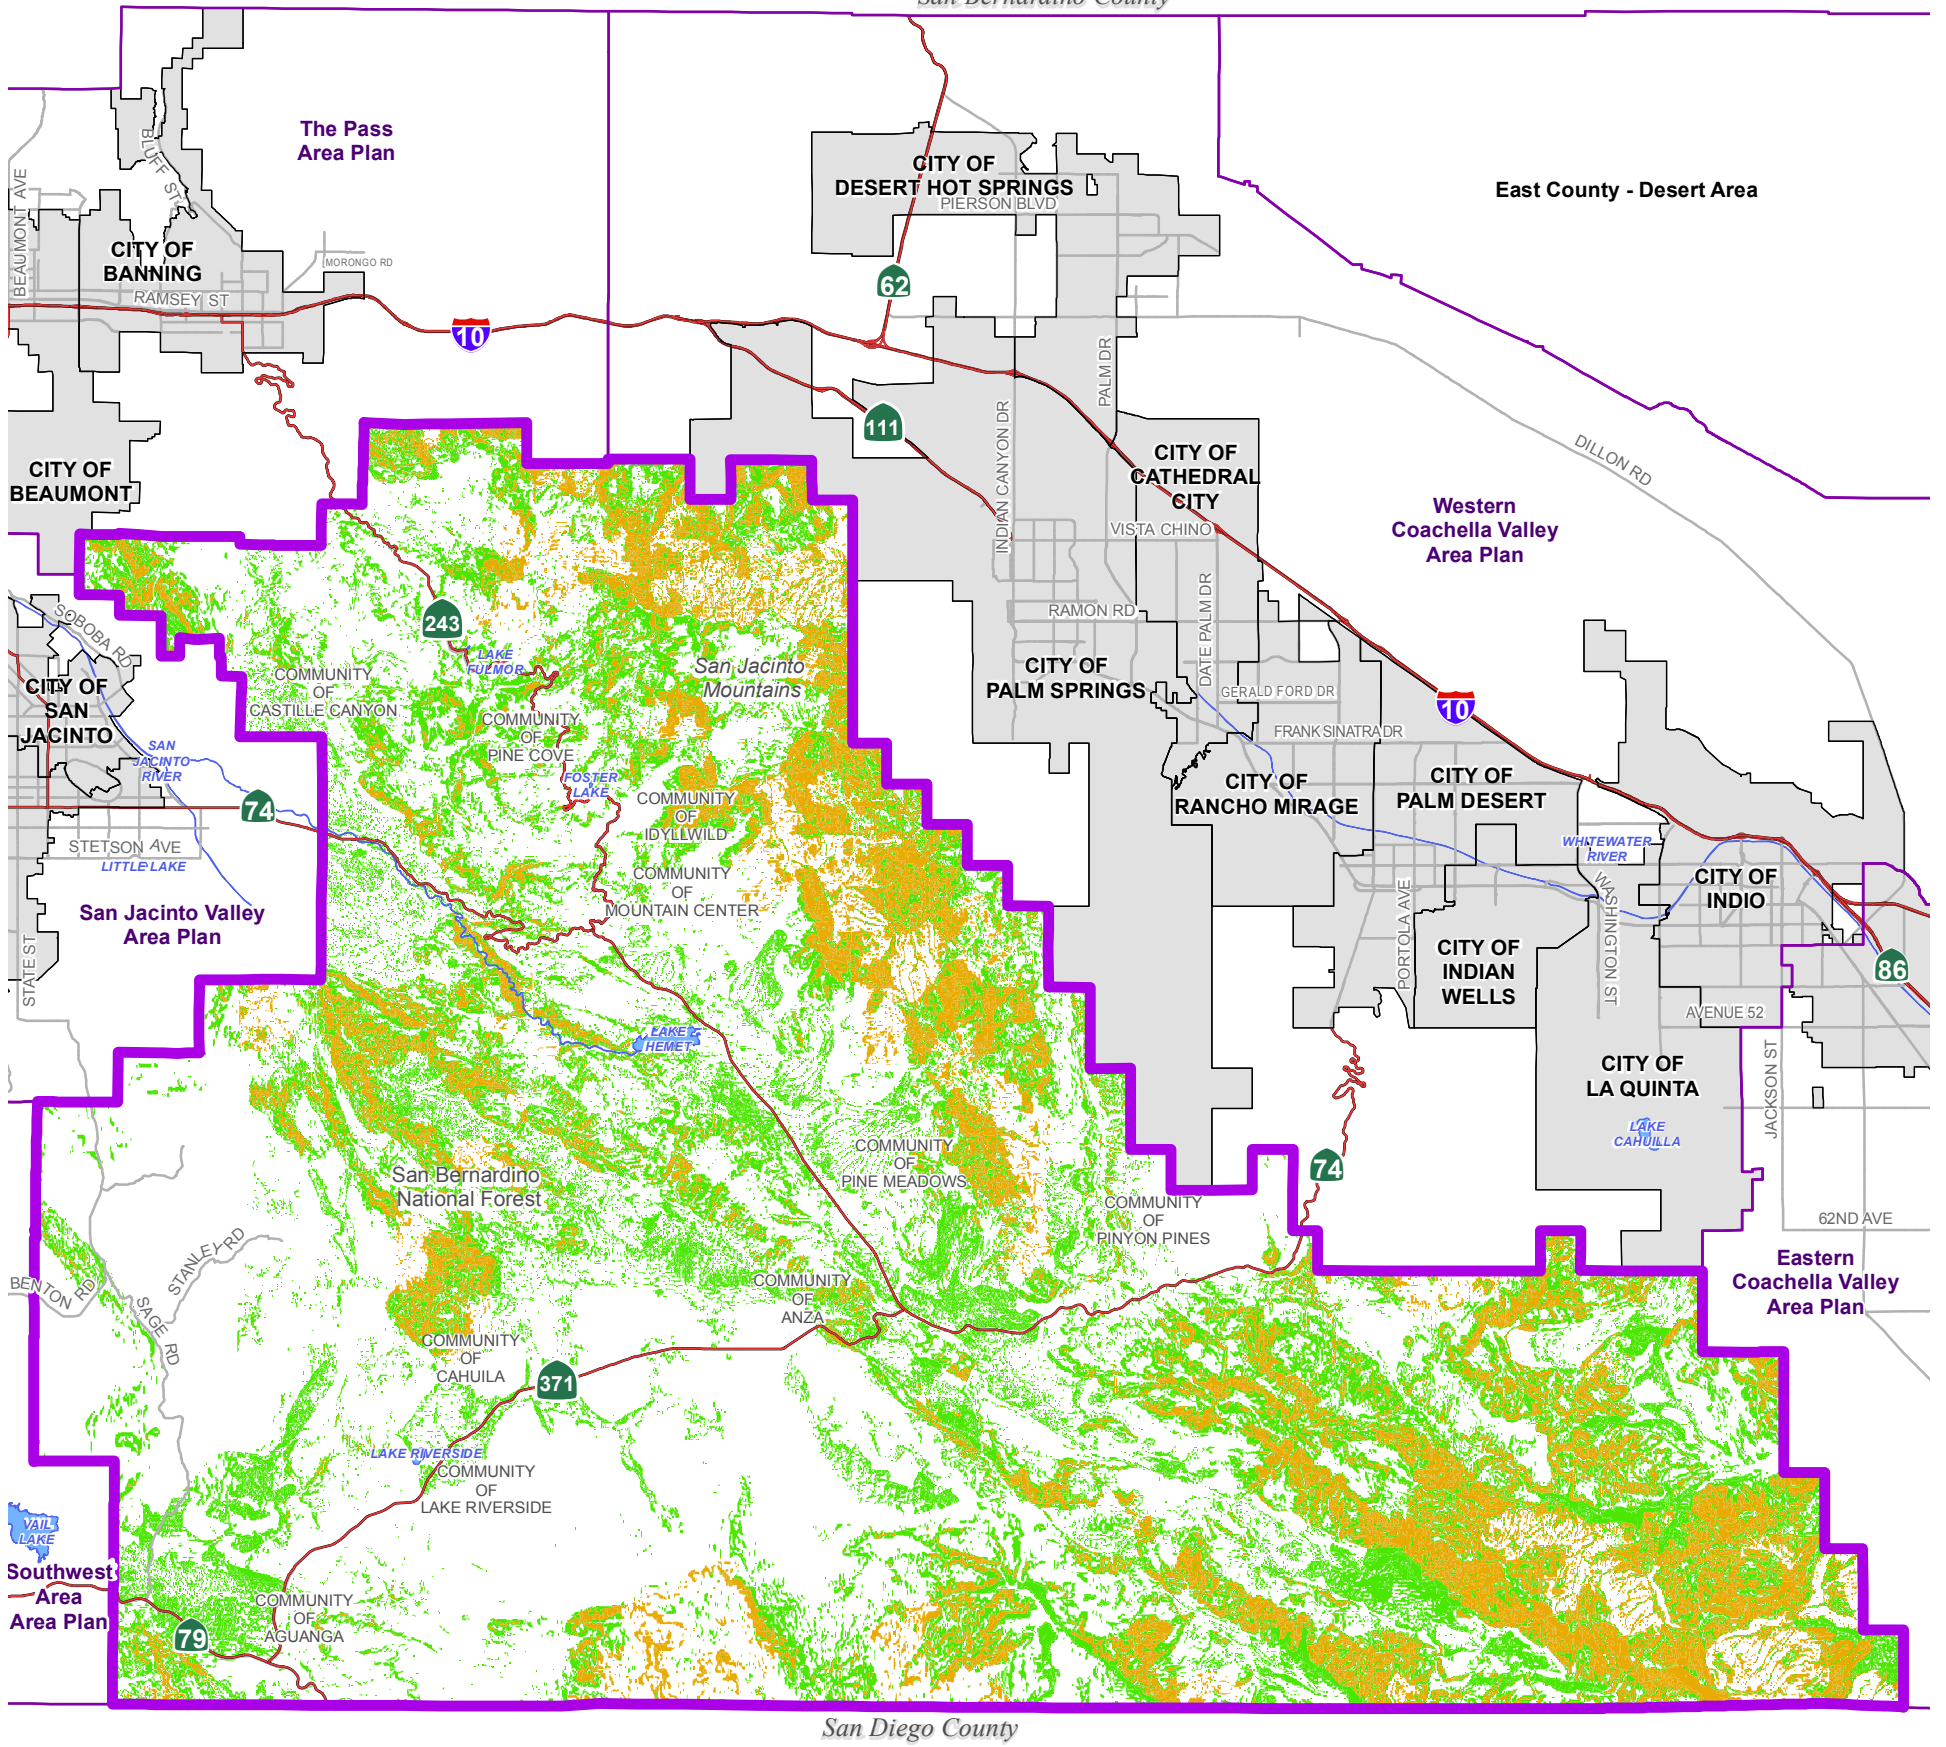 San Bernardino County
The Pass
Area Plan
BLUFF ST
BEAUMONT AVE
CITY OF
BANNING
RAMSEY ST
MORONGO RD
10
CITY OF
DESERT HOT SPRINGS
PIERSON BLVD
62
East County - Desert Area
PALM DR
111
INDIAN CANYON DR
CITY OF
BEAUMONT
CITY OF
CATHEDRAL
CITY
VISTA CHINO
DILLON RD
Western
Coachella Valley
Area Plan
SOBOBA RD
243
LAKE
FULMOR
RAMON RD
DATE PALM DR
CITY OF
SAN
JACINTO
COMMUNITY
OF
CASTILLE CANYON
San Jacinto
Mountains
CITY OF
PALM SPRINGS
GERALD FORD DR
10
FRANK SINATRA DR
COMMUNITY
OF
PINE COVE
SAN
JACINTO
RIVER
FOSTER
LAKE
COMMUNITY
OF
IDYLLWILD
CITY OF
RANCHO MIRAGE
CITY OF
PALM DESERT
74
STETSON AVE
LITTLE LAKE
WHITEWATER
RIVER
COMMUNITY
OF
MOUNTAIN CENTER
San Jacinto Valley
Area Plan
STATE ST
PORTOLA AVE
WASHINGTON ST
CITY OF
INDIO
CITY OF
INDIAN
WELLS
86
AVENUE 52
LAKE
HEMET
JACKSON ST
CITY OF
LA QUINTA
LAKE
CAHUILLA
COMMUNITY
OF
PINE MEADOWS
74
San Bernardino
National Forest
COMMUNITY
OF
PINYON PINES
62ND AVE
STANLEY RD
BENTON RD
SAGE RD
COMMUNITY
OF
ANZA
Eastern
Coachella Valley
Area Plan
COMMUNITY
OF
CAHUILA
371
LAKE RIVERSIDE
COMMUNITY
OF
LAKE RIVERSIDE
VAIL
LAKE
Southwest
Area
Area Plan
COMMUNITY
OF
AGUANGA
79
San Diego County